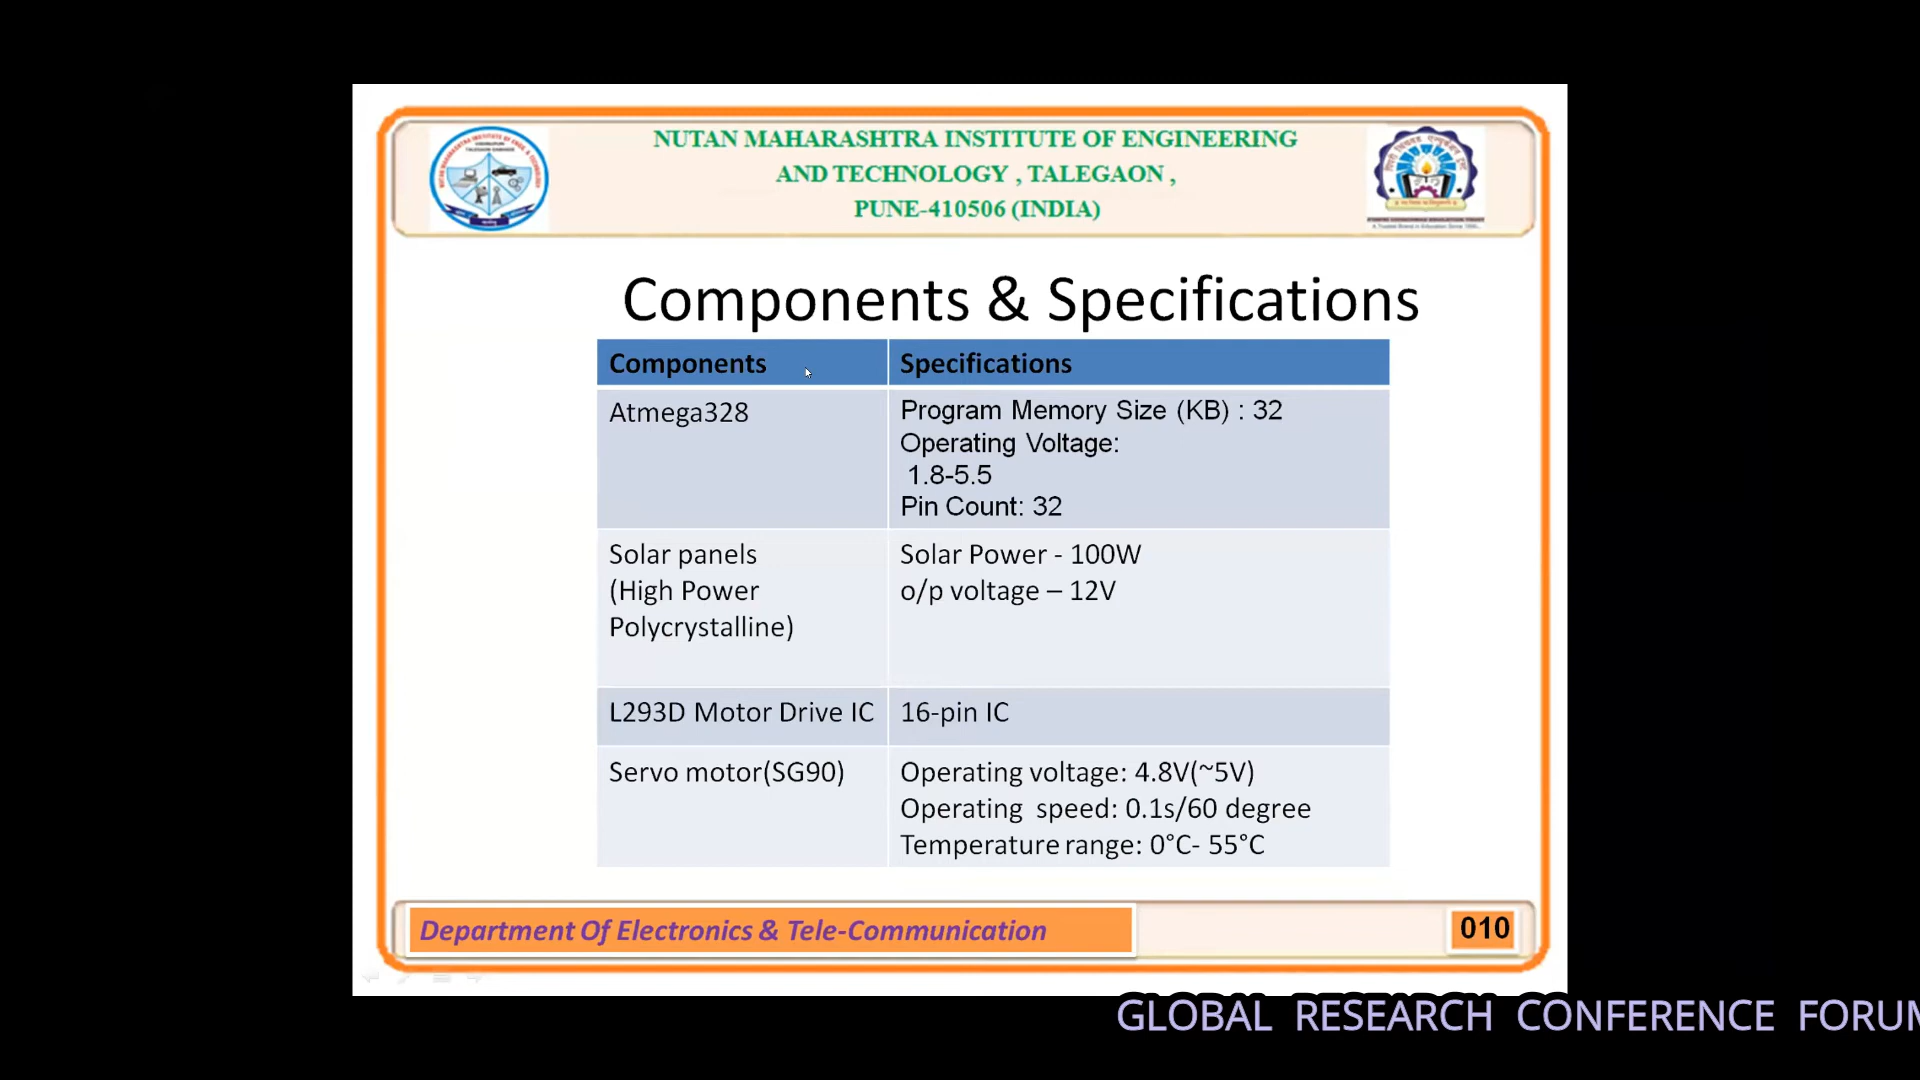 NUTAN MAHARASHTRA INSTITUTE OF ENGINEERING
AND TECHNOLOGY , TALEGAON ,
PUNE-410506 (INDIA)
Components & Specifications
Components
Specifications
Atmega328
Program Memory Size (KB) : 32
Operating Voltage:
1.8-5.5
Pin Count: 32
Solar panels
(High Power
Polycrystalline)
Solar Power - 100W
o/p voltage – 12V
L293D Motor Drive IC
16-pin IC
Servo motor(SG90)
Operating voltage: 4.8V(~5V)
Operating speed: 0.1s/60 degree
Temperature range: 0°C- 55°C
Department Of Electronics & Tele-Communication
010
GLOBAL RESEARCH CONFERENCE FORUM